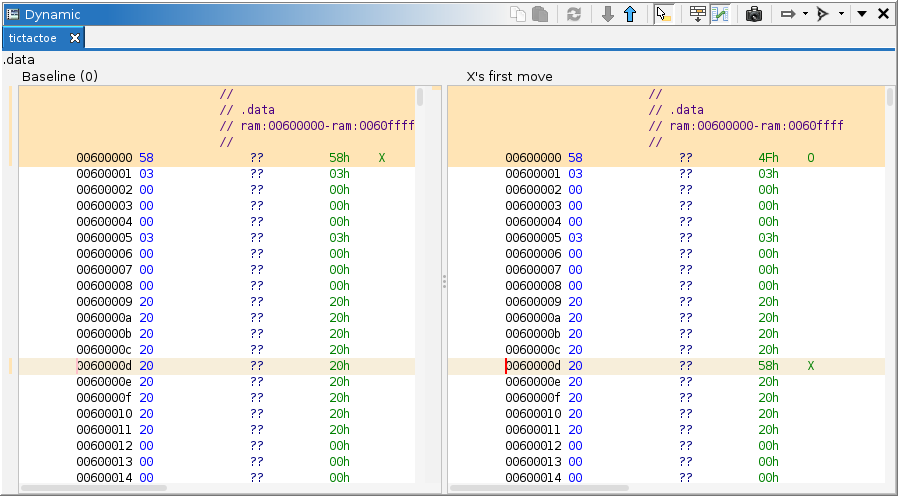 Dynamic
tictactoe
.data
Baseline (0)
//
// .data
// ram:00600000-ram:0060ffff
//
00600000 58 ?? 58h X
00600001 03 ?? 03h
00600002 00 ?? 00h
00600003 00 ?? 00h
00600004 00 ?? 00h
00600005 03 ?? 03h
00600006 00 ?? 00h
00600007 00 ?? 00h
00600008 00 ?? 00h
00600009 20 ?? 20h
0060000a 20 ?? 20h
0060000b 20 ?? 20h
0060000c 20 ?? 20h
0060000d 20 ?? 20h
0060000e 20 ?? 20h
0060000f 20 ?? 20h
00600010 20 ?? 20h
00600011 20 ?? 20h
00600012 00 ?? 00h
00600013 00 ?? 00h
00600014 00 ?? 00h
X's first move
//
// .data
// ram:00600000-ram:0060ffff
//
00600000 58 ?? 4Fh O
00600001 03 ?? 03h
00600002 00 ?? 00h
00600003 00 ?? 00h
00600004 00 ?? 00h
00600005 03 ?? 03h
00600006 00 ?? 00h
00600007 00 ?? 00h
00600008 00 ?? 00h
00600009 20 ?? 20h
0060000a 20 ?? 20h
0060000b 20 ?? 20h
0060000c 20 ?? 20h
0060000d 20 ?? 58h X
0060000e 20 ?? 20h
0060000f 20 ?? 20h
00600010 20 ?? 20h
00600011 20 ?? 20h
00600012 00 ?? 00h
00600013 00 ?? 00h
00600014 00 ?? 00h